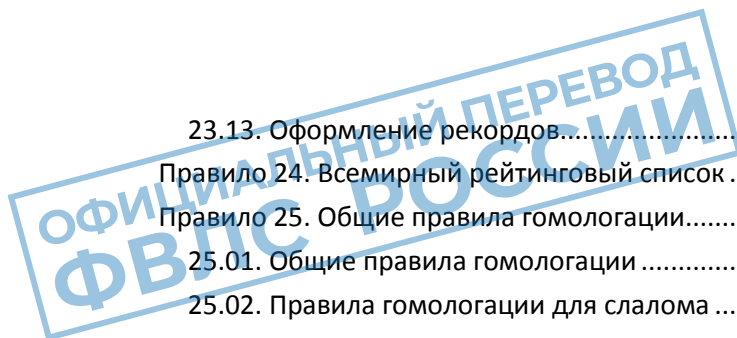 ОФИЦИАЛЬНЫЙ ПЕРЕВОД
ФВЛС РОССИИ
23.13. Оформление рекордов......................
Правило 24. Всемирный рейтинговый список .
Правило 25. Общие правила гомологации.......
25.01. Общие правила гомологации .............
25.02. Правила гомологации для слалома ...